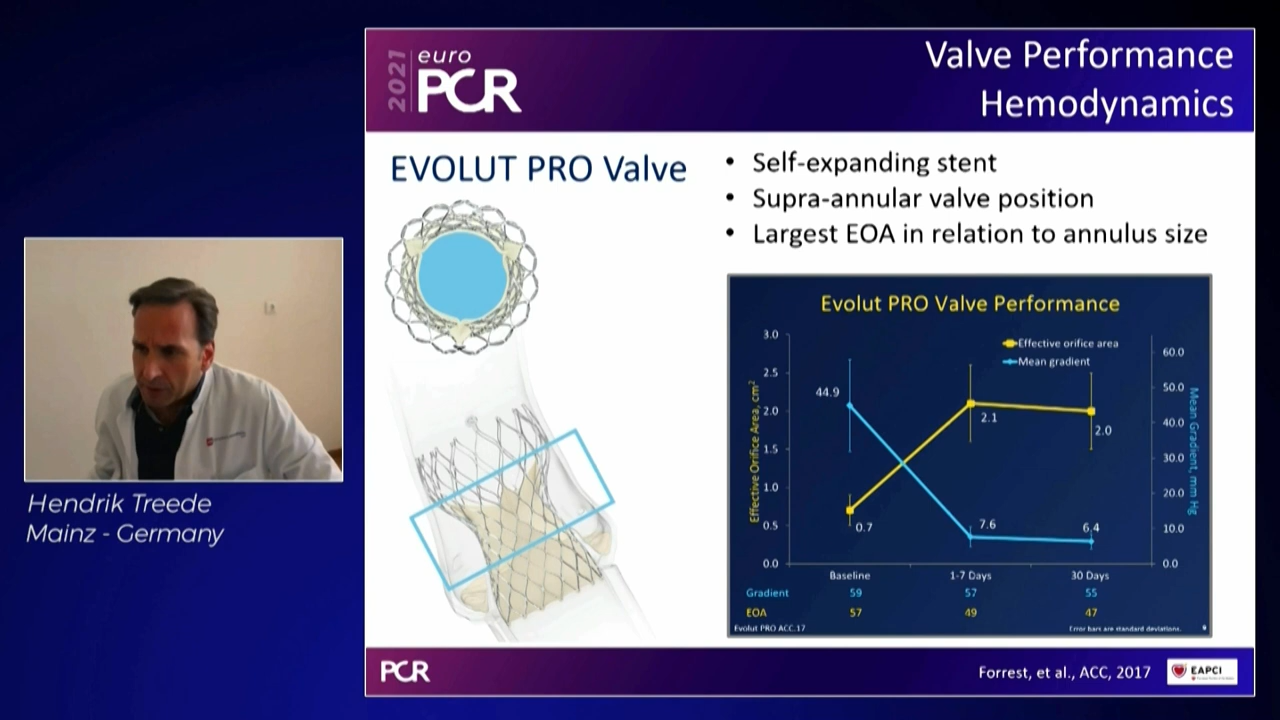 2021
euro
PCR
Valve Performance
Hemodynamics
EVOLUT PRO Valve
• Self-expanding stent
• Supra-annular valve position
• Largest EOA in relation to annulus size
Evolut PRO Valve Performance
Effective orifice area
Mean gradient
Effective Orifice Area, cm²
3.0
2.5
2.0
1.5
1.0
0.5
0.0
44.9
0.7
2.1
7.6
2.0
6.4
60.0
50.0
40.0
30.0
20.0
10.0
0.0
Mean Gradient, mm Hg
Baseline 1-7 Days 30 Days
Gradient 59 57 55
EOA 57 49 47
Evolut PRO ACC.17
Error bars are standard deviations.
Hendrik Treede
Mainz - Germany
PCR
Forrest, et al., ACC, 2017
EAPCI